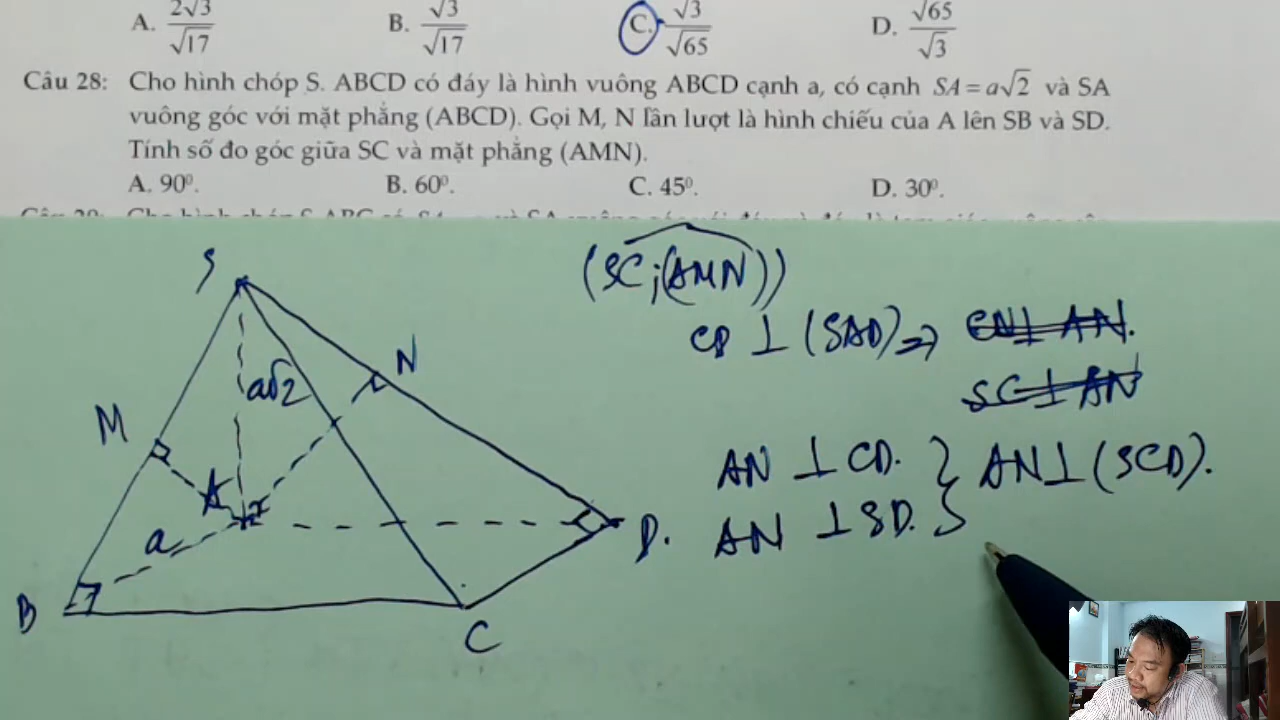 A. 2√3/√17 B. √3/√17 C. √3/√65 D. √65/√3
Câu 28: Cho hình chóp S. ABCD có đáy là hình vuông ABCD cạnh a, có cạnh SA = a√2 và SA
vuông góc với mặt phẳng (ABCD). Gọi M, N lần lượt là hình chiếu của A lên SB và SD.
Tính số đo góc giữa SC và mặt phẳng (AMN).
A. 90⁰. B. 60⁰. C. 45⁰. D. 30⁰.
S
(SC;(AMN))
CD ⊥ (SAD) =>
N
a√2
M
AN ⊥ CD. } AN ⊥ (SCD).
A
AN ⊥ SD.
a
D.
B
C